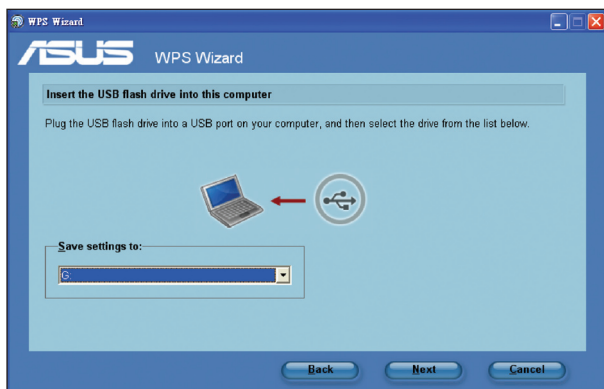 WPS Wizard
ASUS WPS Wizard
Insert the USB flash drive into this computer
Plug the USB flash drive into a USB port on your computer, and then select the drive from the list below.
Save settings to:
G:
Back Next Cancel